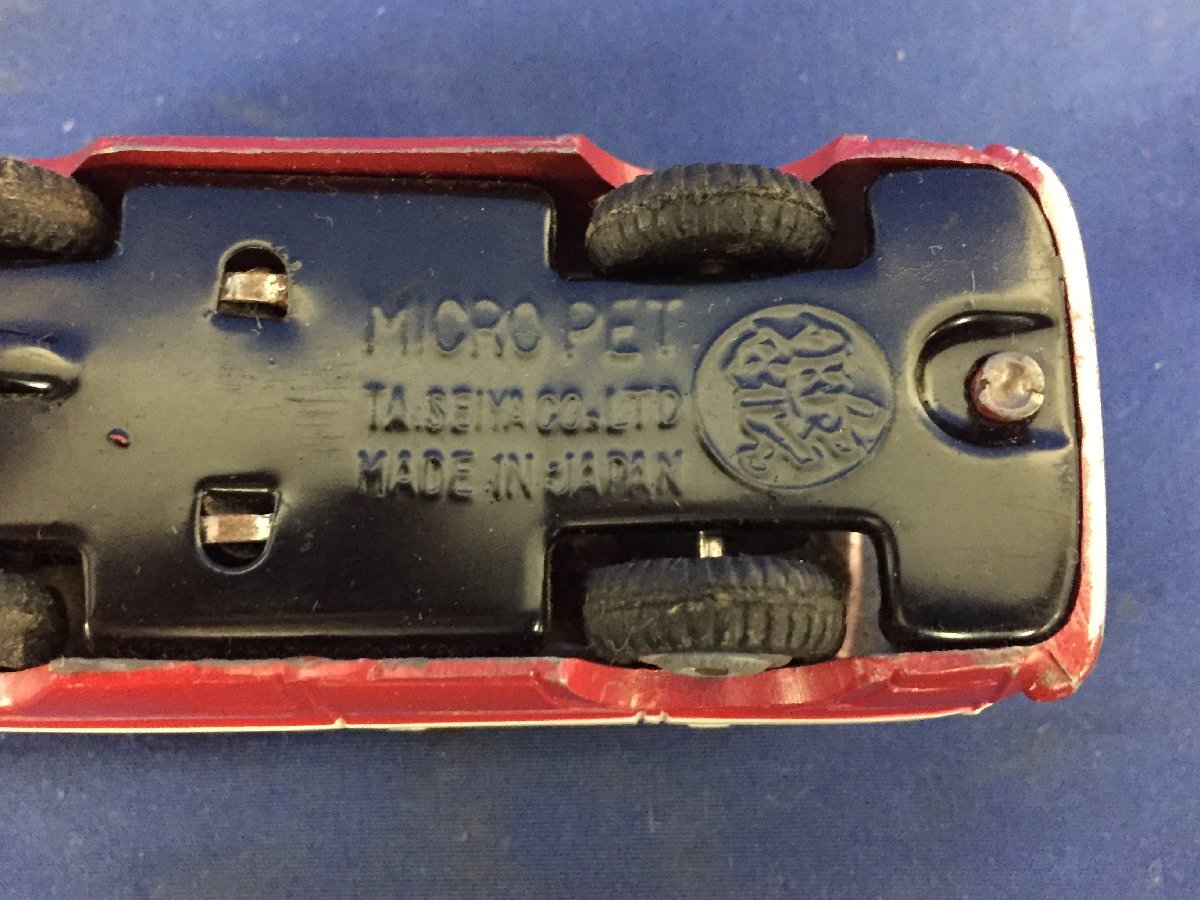 MICRO PET
TAISEIYA CO., LTD
MADE IN JAPAN